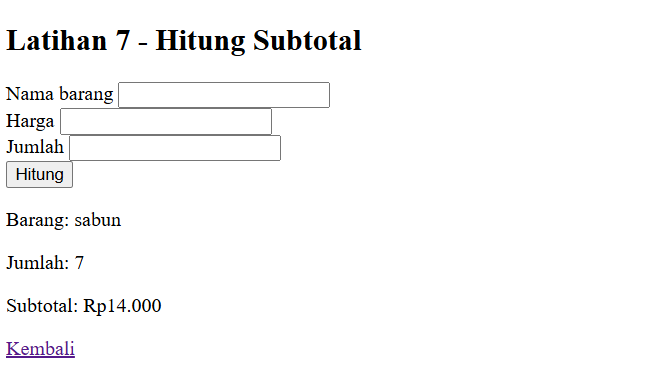 Latihan 7 - Hitung Subtotal
Nama barang
Harga
Jumlah
Hitung
Barang: sabun
Jumlah: 7
Subtotal: Rp14.000
Kembali